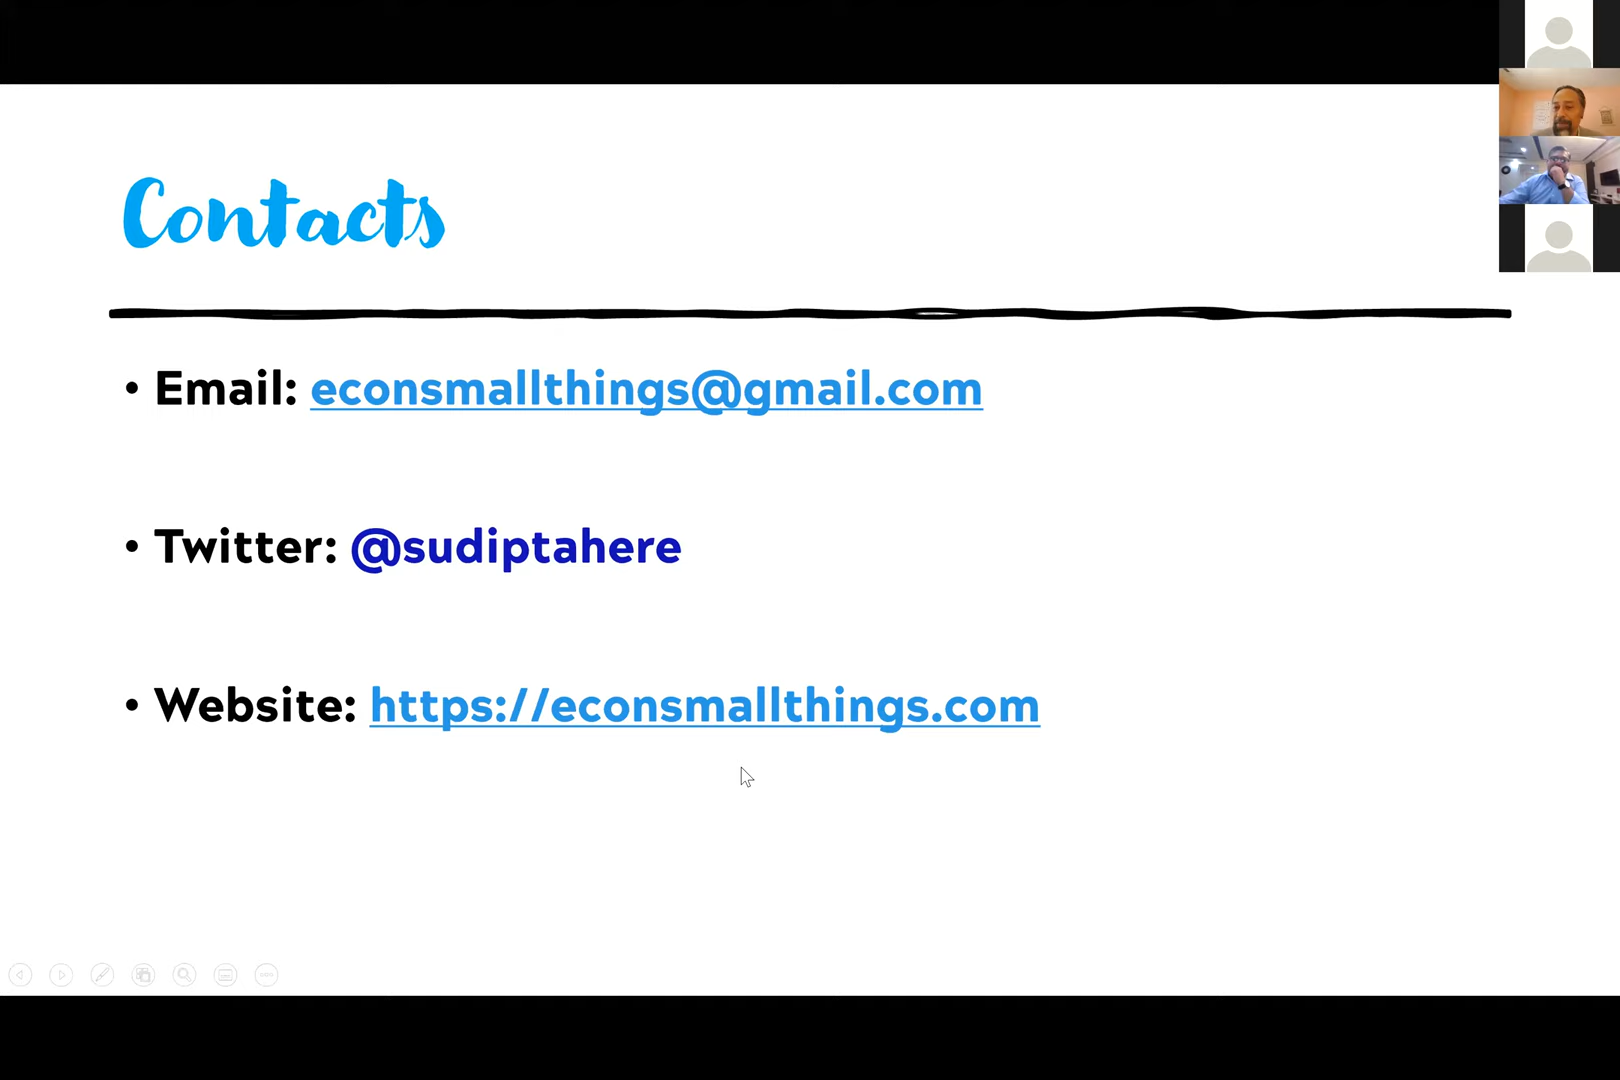 Contacts
• Email: econsmallthings@gmail.com
• Twitter: @sudiptahere
• Website: https://econsmallthings.com